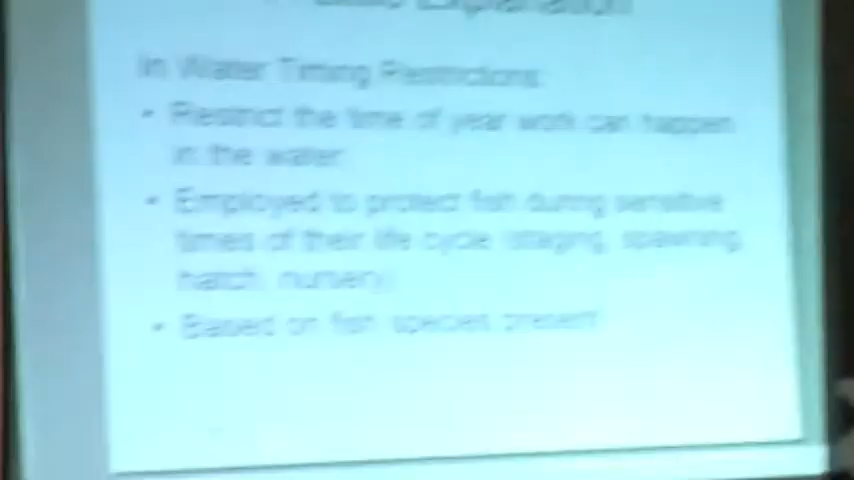 Explanation
In Water Timing Restrictions
• Restrict the time of year work can happen
in the water
• Employed to protect fish during sensitive
times of their life cycle (staging, spawning,
hatch, nursery)
• Based on fish species present